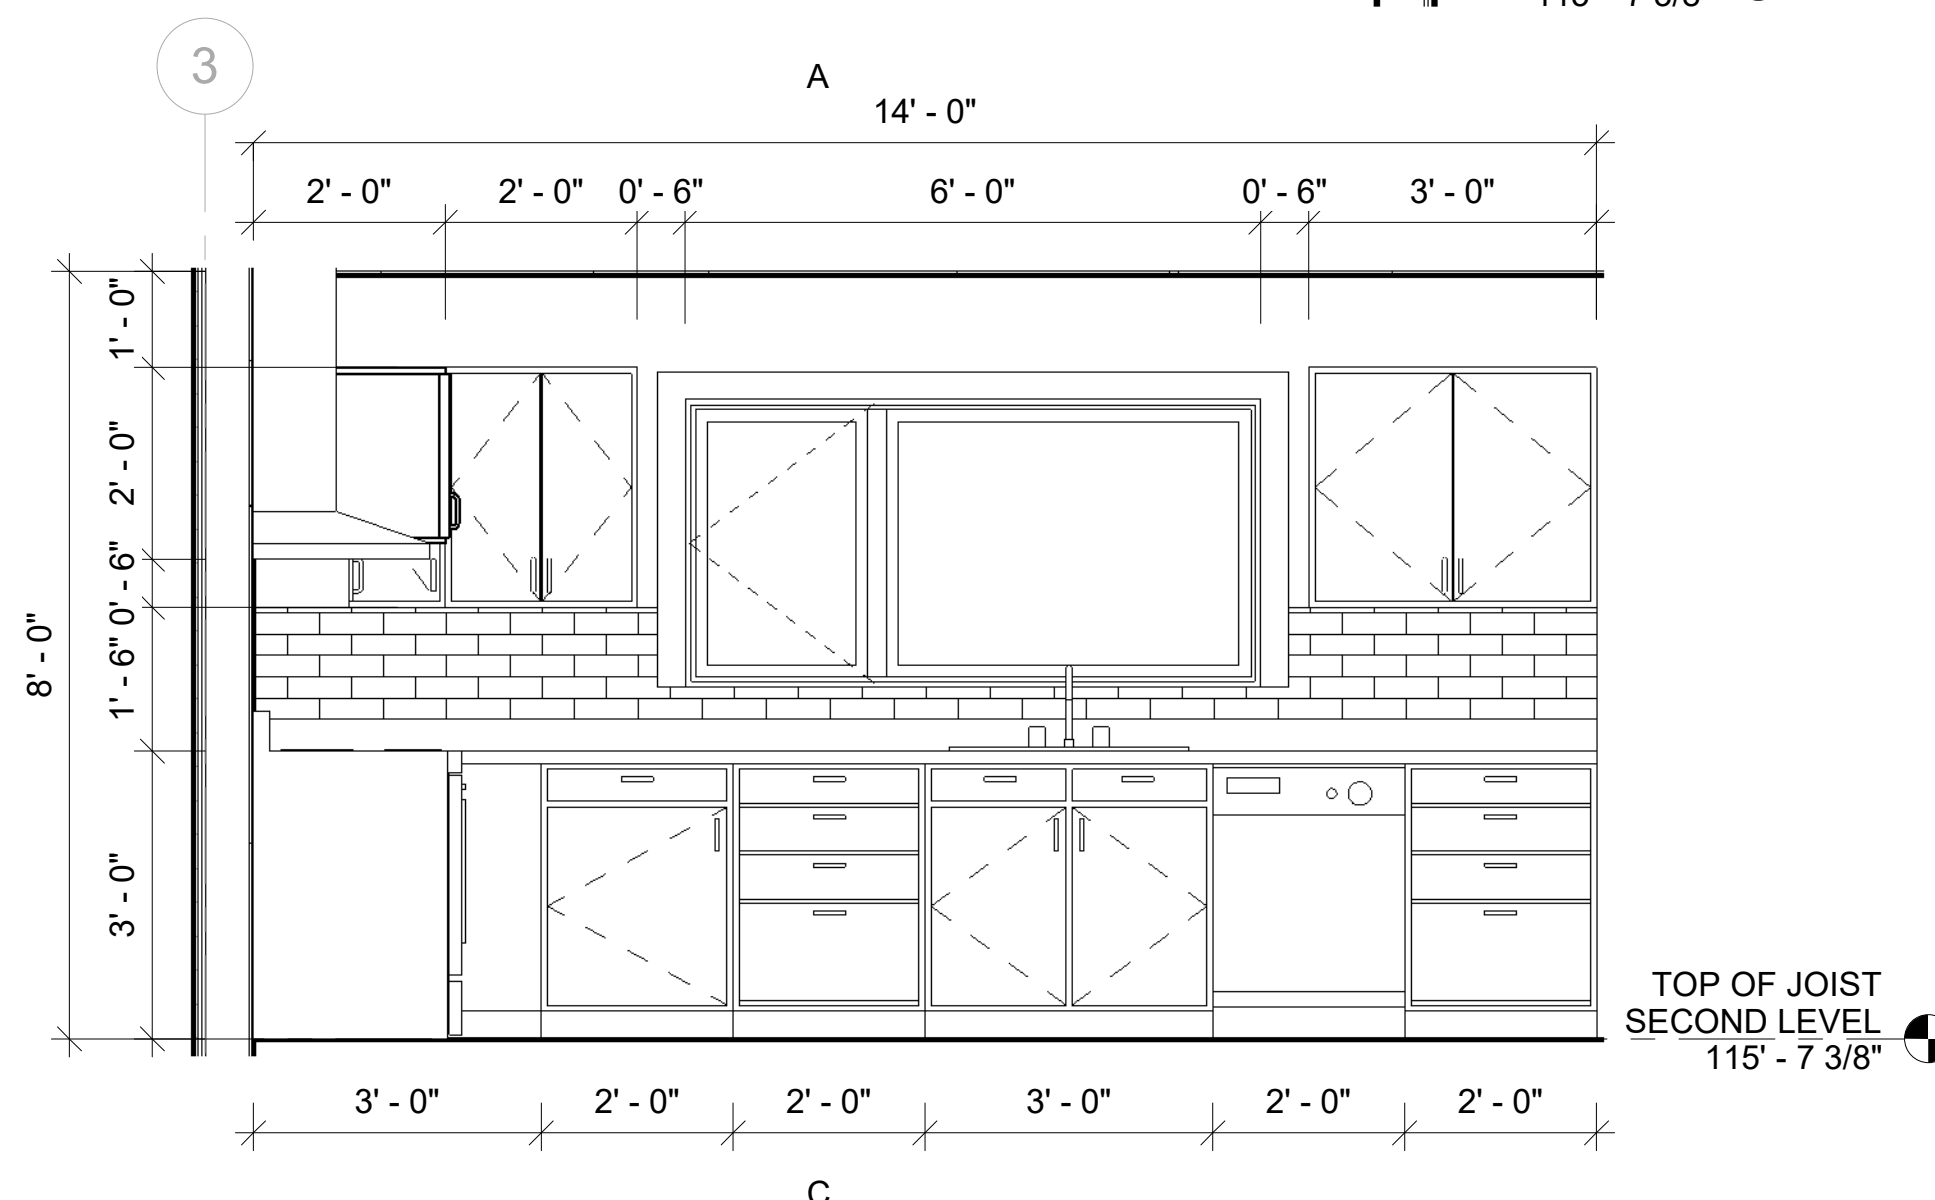 3
A
14' - 0"
2' - 0"
2' - 0"
0' - 6"
6' - 0"
0' - 6"
3' - 0"
8' - 0"
1' - 0"
2' - 0"
0' - 6"
1' - 6"
3' - 0"
TOP OF JOIST
SECOND LEVEL
115' - 7 3/8"
3' - 0"
2' - 0"
2' - 0"
3' - 0"
2' - 0"
2' - 0"
C